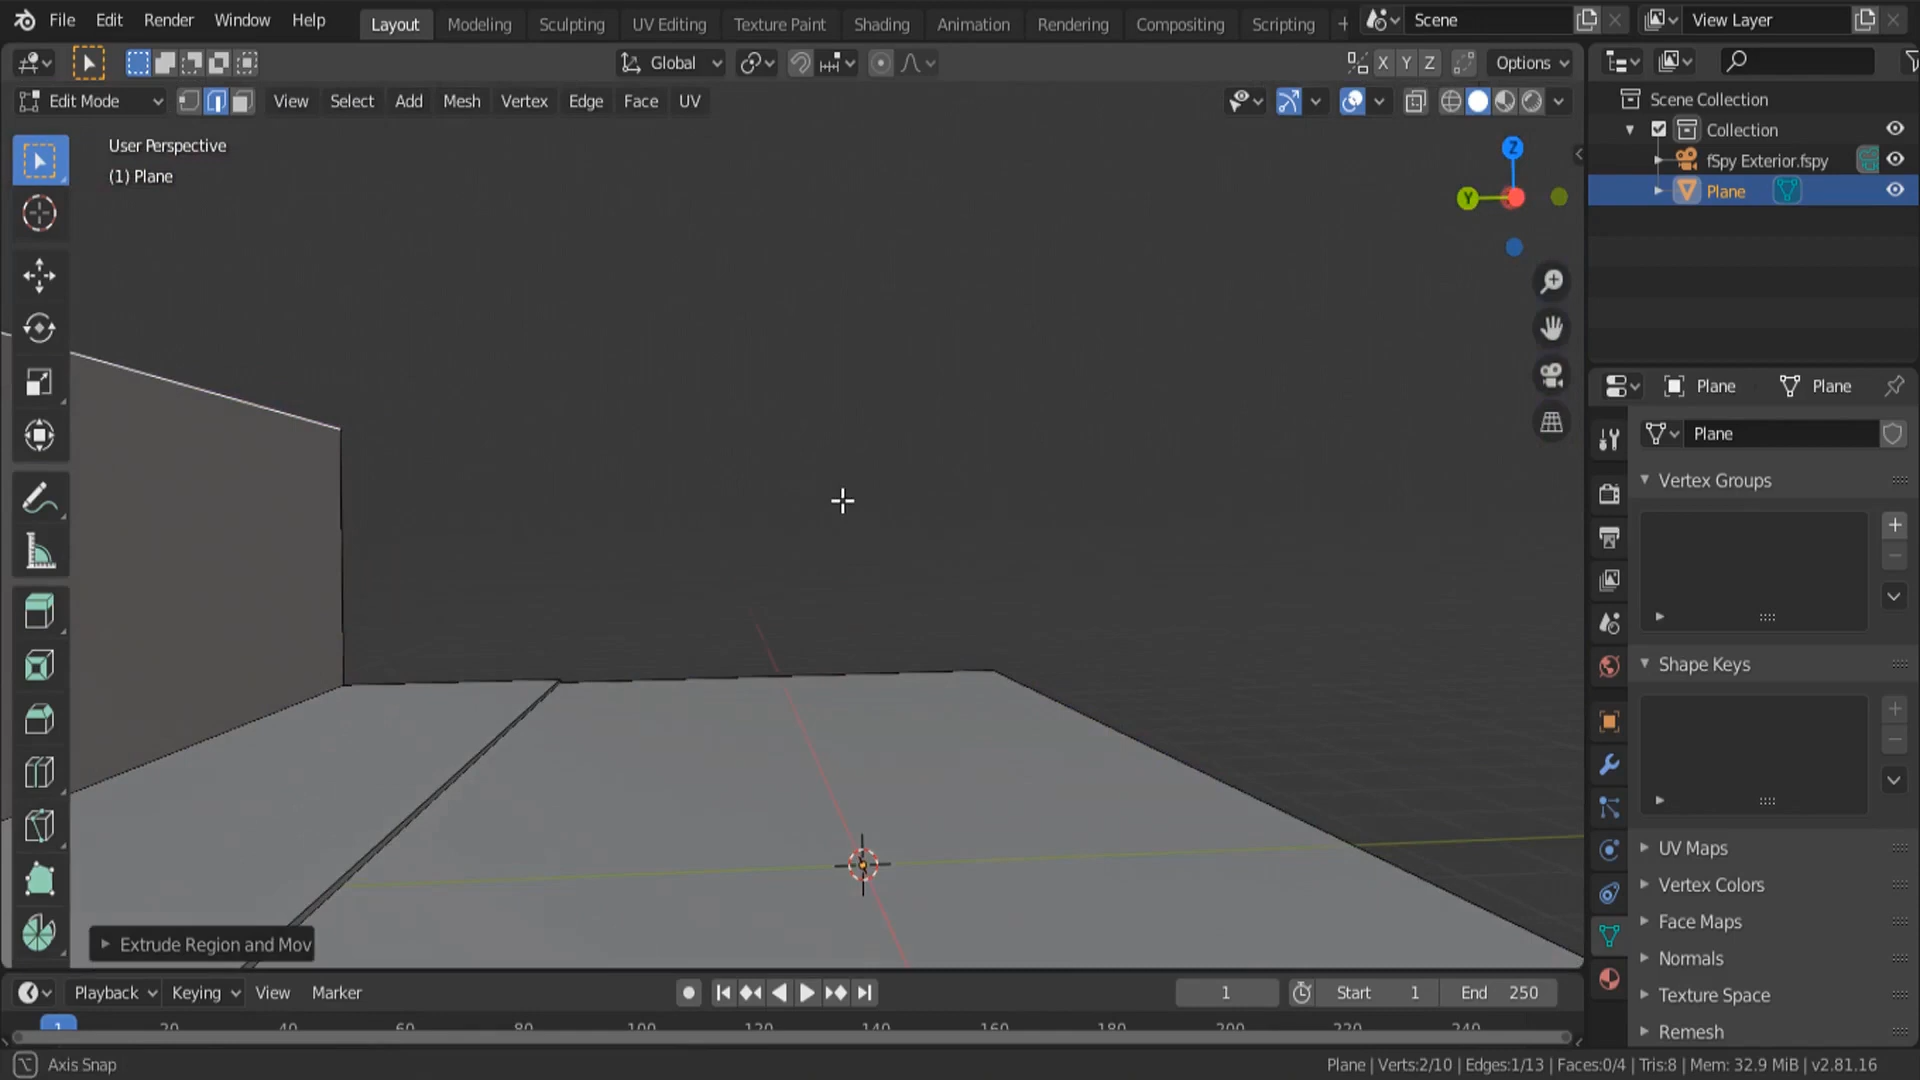 File Edit Render Window Help Layout Modeling Sculpting UV Editing Texture Paint Shading Animation Rendering Compositing Scripting + Scene View Layer
Global X Y Z Options
Edit Mode View Select Add Mesh Vertex Edge Face UV
Scene Collection
Collection
fSpy Exterior.fspy
Plane
User Perspective
(1) Plane
Z
Y
Plane Plane
Plane
Vertex Groups
Shape Keys
UV Maps
Vertex Colors
Face Maps
Normals
Texture Space
Remesh
Extrude Region and Mov
Playback Keying View Marker 1 Start 1 End 250
1 20 40 60 80 100 120 140 160 180 200 220 240
Axis Snap
Plane | Verts:2/10 | Edges:1/13 | Faces:0/4 | Tris:8 | Mem: 32.9 MiB | v2.81.16